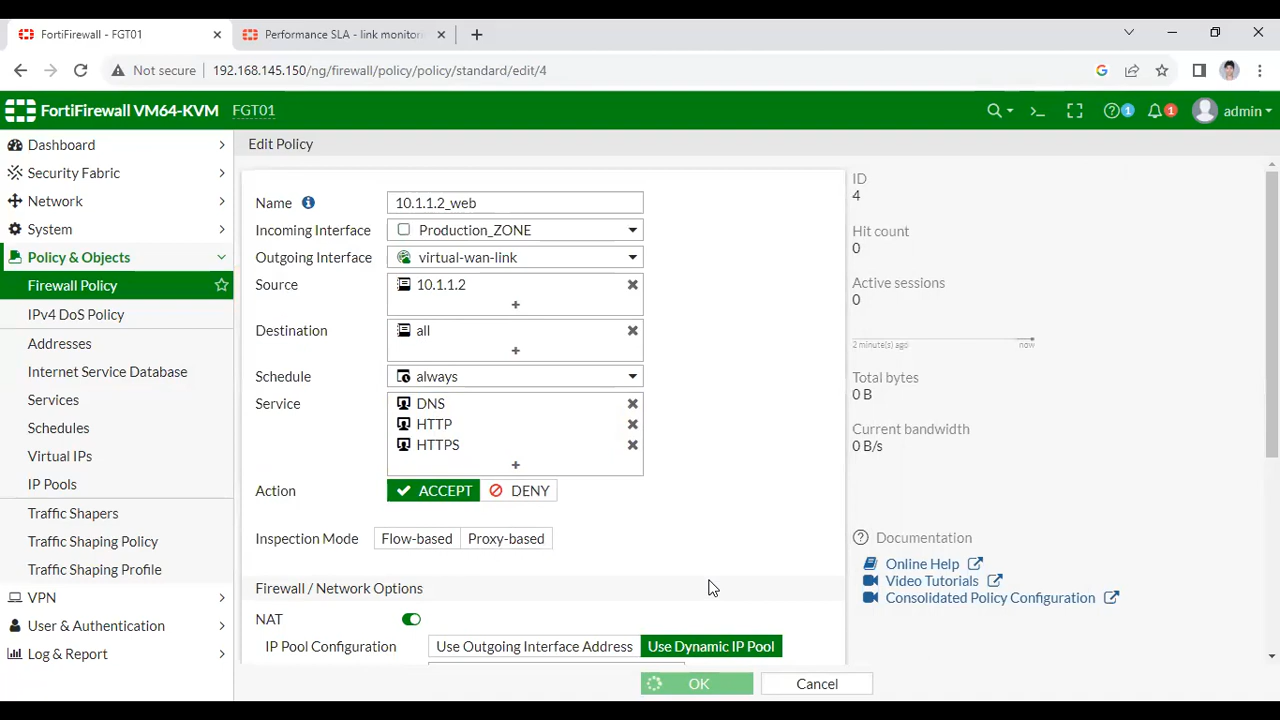 FortiFirewall - FGT01
Performance SLA - link monitor
Not secure
192.168.145.150/ng/firewall/policy/policy/standard/edit/4
FortiFirewall VM64-KVM
FGT01
1
1
admin
Dashboard
Security Fabric
Network
System
Policy & Objects
Firewall Policy
IPv4 DoS Policy
Addresses
Internet Service Database
Services
Schedules
Virtual IPs
IP Pools
Traffic Shapers
Traffic Shaping Policy
Traffic Shaping Profile
VPN
User & Authentication
Log & Report
Edit Policy
Name
10.1.1.2_web
Incoming Interface
Production_ZONE
Outgoing Interface
virtual-wan-link
Source
10.1.1.2
Destination
all
Schedule
always
Service
DNS
HTTP
HTTPS
Action
ACCEPT
DENY
Inspection Mode
Flow-based
Proxy-based
Firewall / Network Options
NAT
IP Pool Configuration
Use Outgoing Interface Address
Use Dynamic IP Pool
OK
Cancel
ID
4
Hit count
0
Active sessions
0
2 minute(s) ago
now
Total bytes
0 B
Current bandwidth
0 B/s
Documentation
Online Help
Video Tutorials
Consolidated Policy Configuration